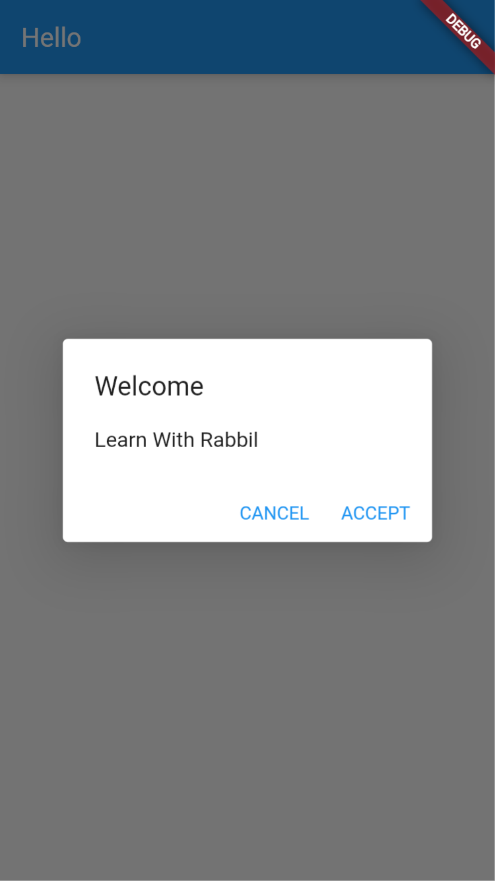 Hello
DEBUG
Welcome
Learn With Rabbil
CANCEL ACCEPT